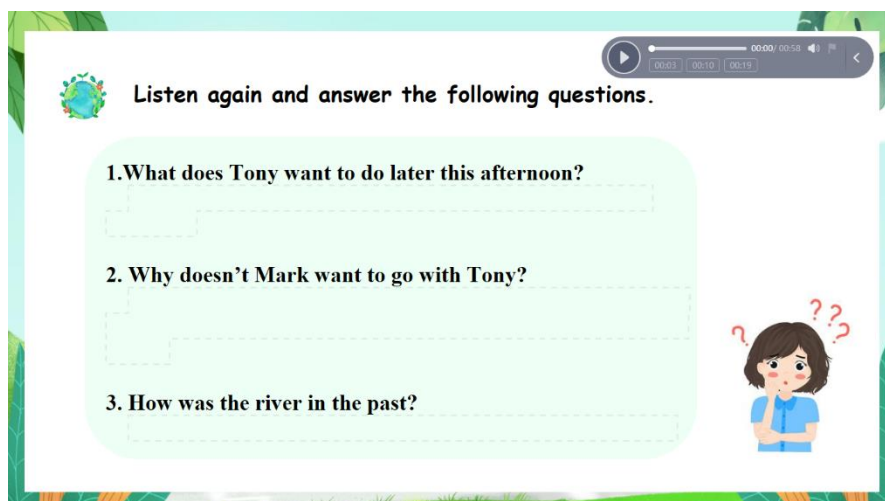 00:00/ 00:58
00:03 00:10 00:19
Listen again and answer the following questions.
1.What does Tony want to do later this afternoon?
2. Why doesn’t Mark want to go with Tony?
3. How was the river in the past?
? ? ? ?